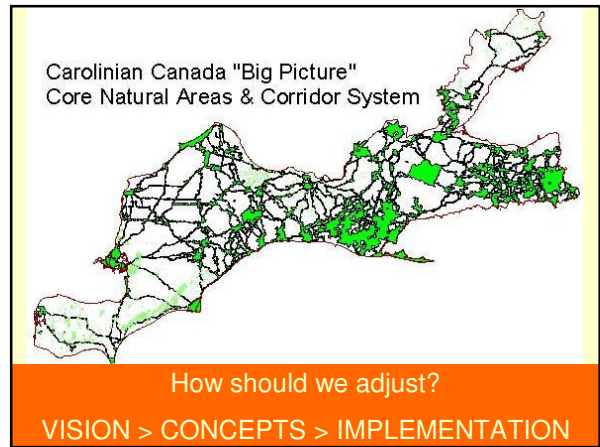 Carolinian Canada "Big Picture"
Core Natural Areas & Corridor System
How should we adjust?
VISION > CONCEPTS > IMPLEMENTATION